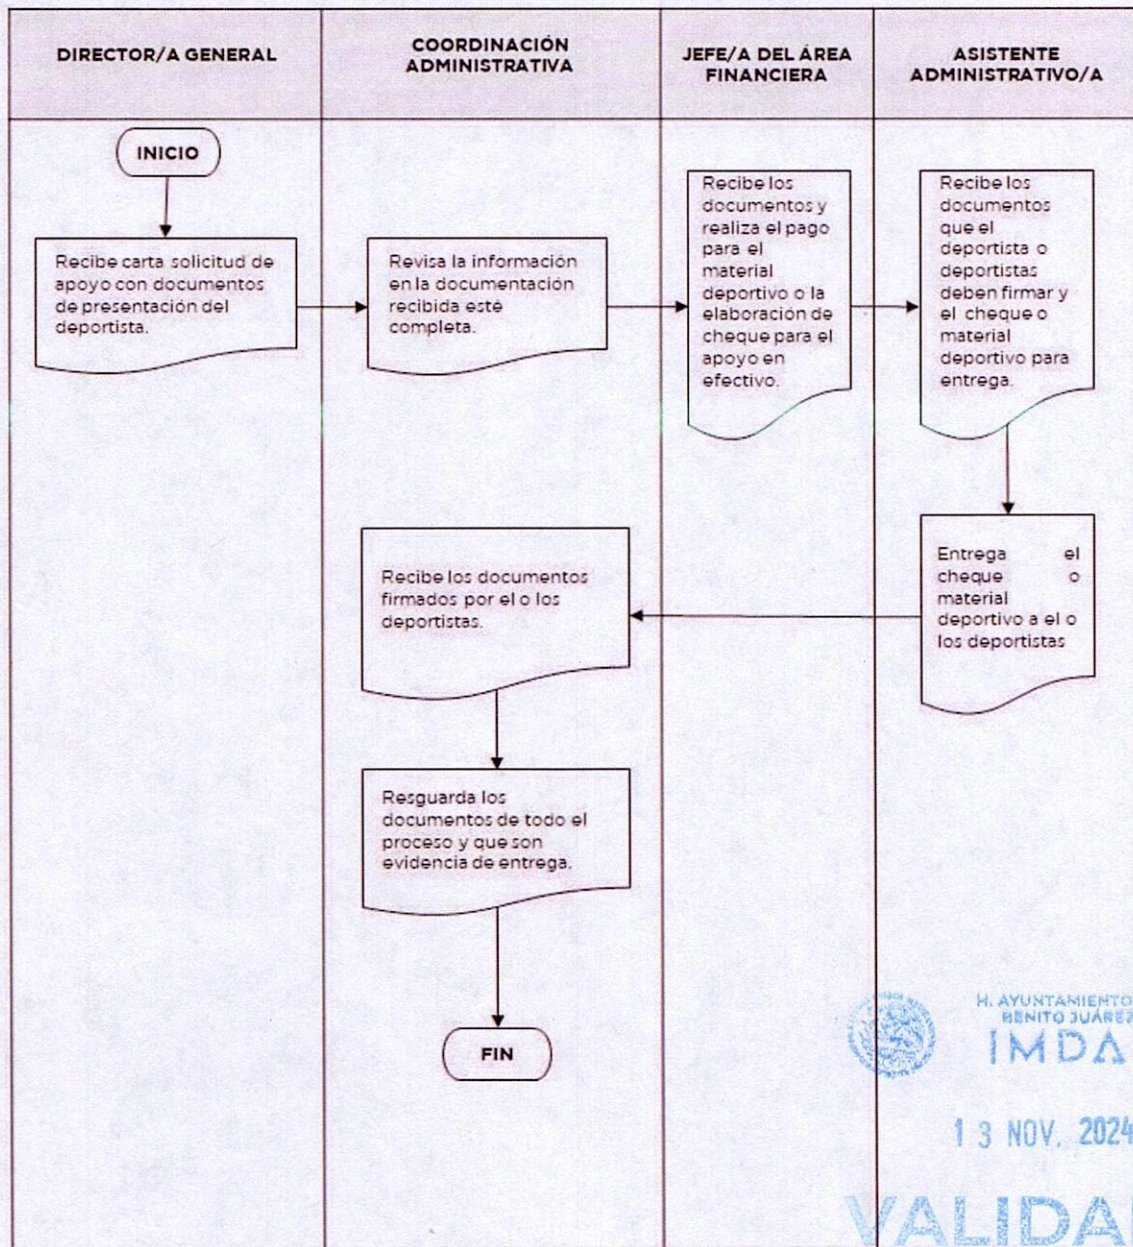 DIRECTOR/A GENERAL
COORDINACIÓN
ADMINISTRATIVA
JEFE/A DEL ÁREA
FINANCIERA
ASISTENTE
ADMINISTRATIVO/A
INICIO
Recibe carta solicitud de
apoyo con documentos
de presentación del
deportista.
Revisa la información
en la documentación
recibida esté
completa.
Recibe los
documentos y
realiza el pago
para el
material
deportivo o la
elaboración de
cheque para el
apoyo en
efectivo.
Recibe los
documentos
que el
deportista o
deportistas
deben firmar y
el cheque o
material
deportivo para
entrega.
Entrega el
cheque o
material
deportivo a el o
los deportistas
Recibe los documentos
firmados por el o los
deportistas.
Resguarda los
documentos de todo el
proceso y que son
evidencia de entrega.
FIN
H. AYUNTAMIENTO
BENITO JUÁREZ
IMDA
13 NOV. 2024
VALIDA